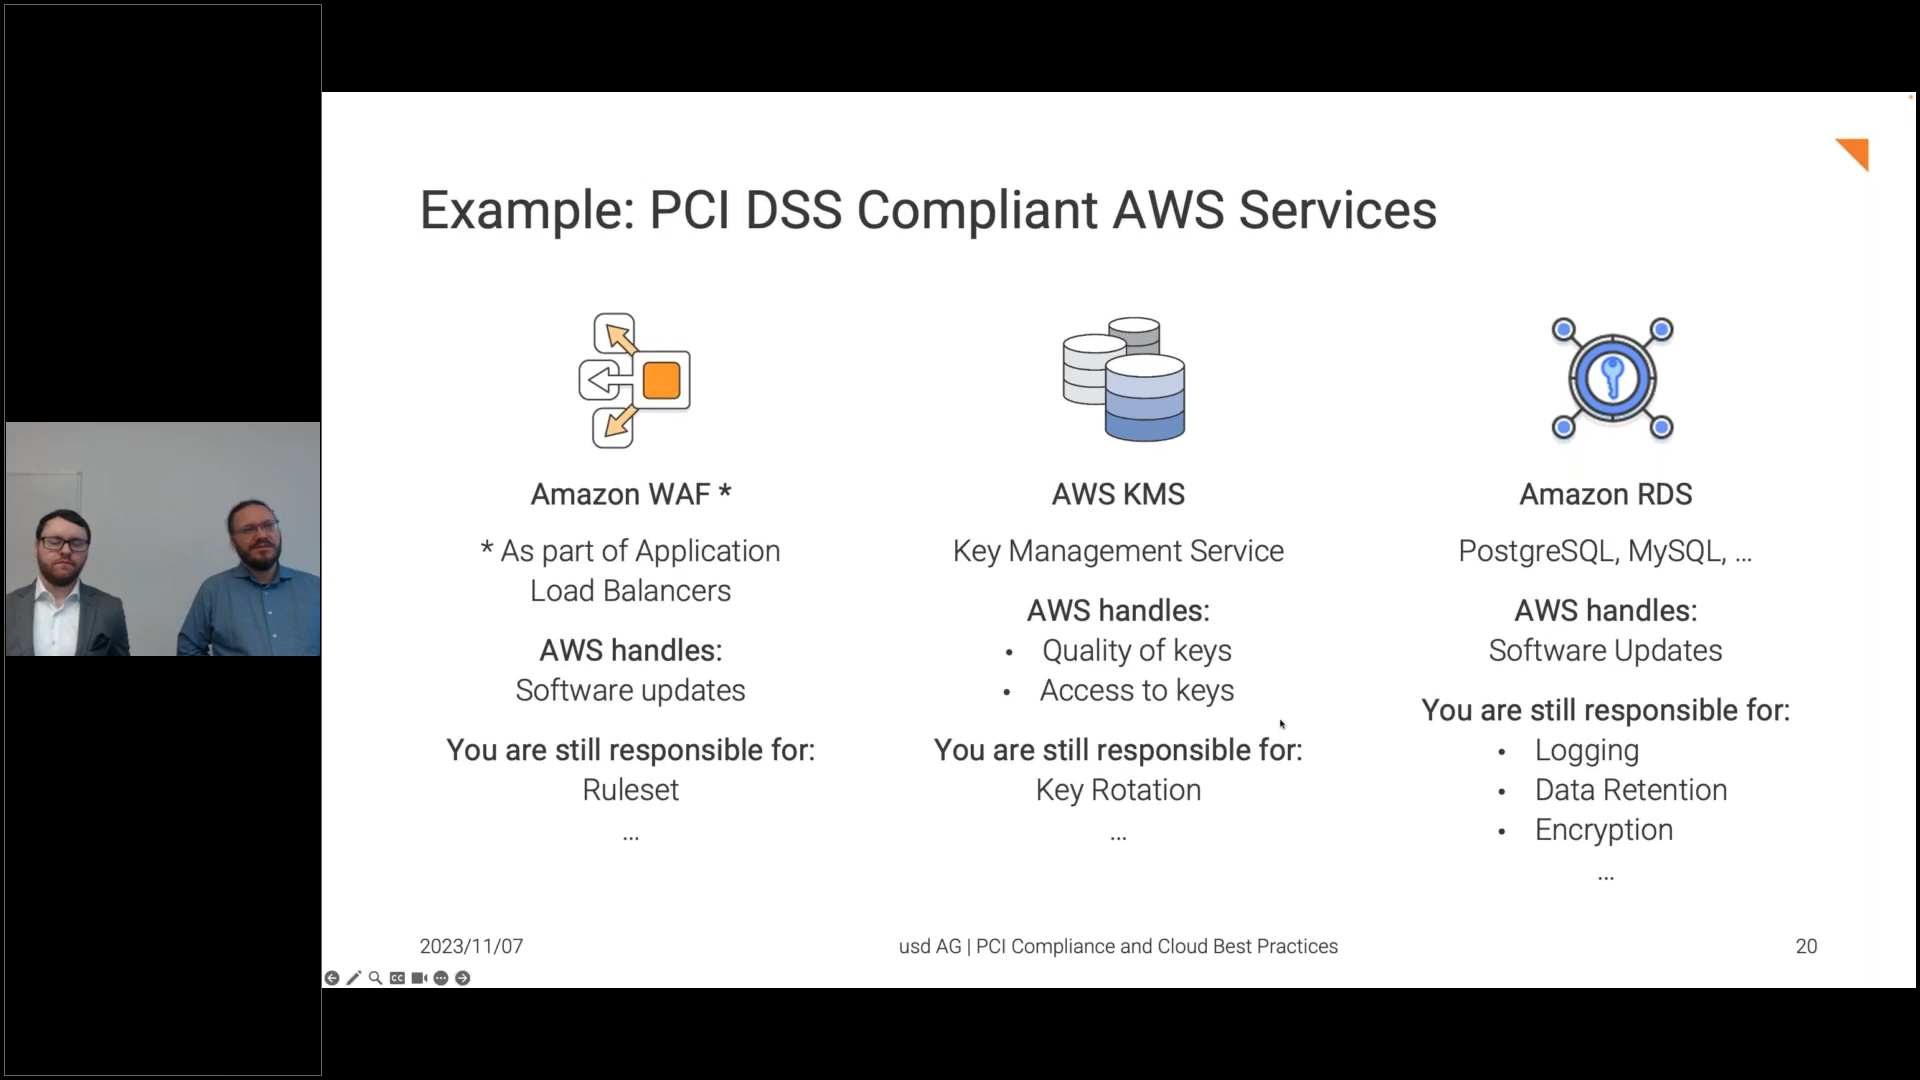 Example: PCI DSS Compliant AWS Services
Amazon WAF *
* As part of Application
Load Balancers
AWS handles:
Software updates
You are still responsible for:
Ruleset
...
AWS KMS
Key Management Service
AWS handles:
• Quality of keys
• Access to keys
You are still responsible for:
Key Rotation
...
Amazon RDS
PostgreSQL, MySQL, ...
AWS handles:
Software Updates
You are still responsible for:
• Logging
• Data Retention
• Encryption
...
2023/11/07
usd AG | PCI Compliance and Cloud Best Practices
20
CC